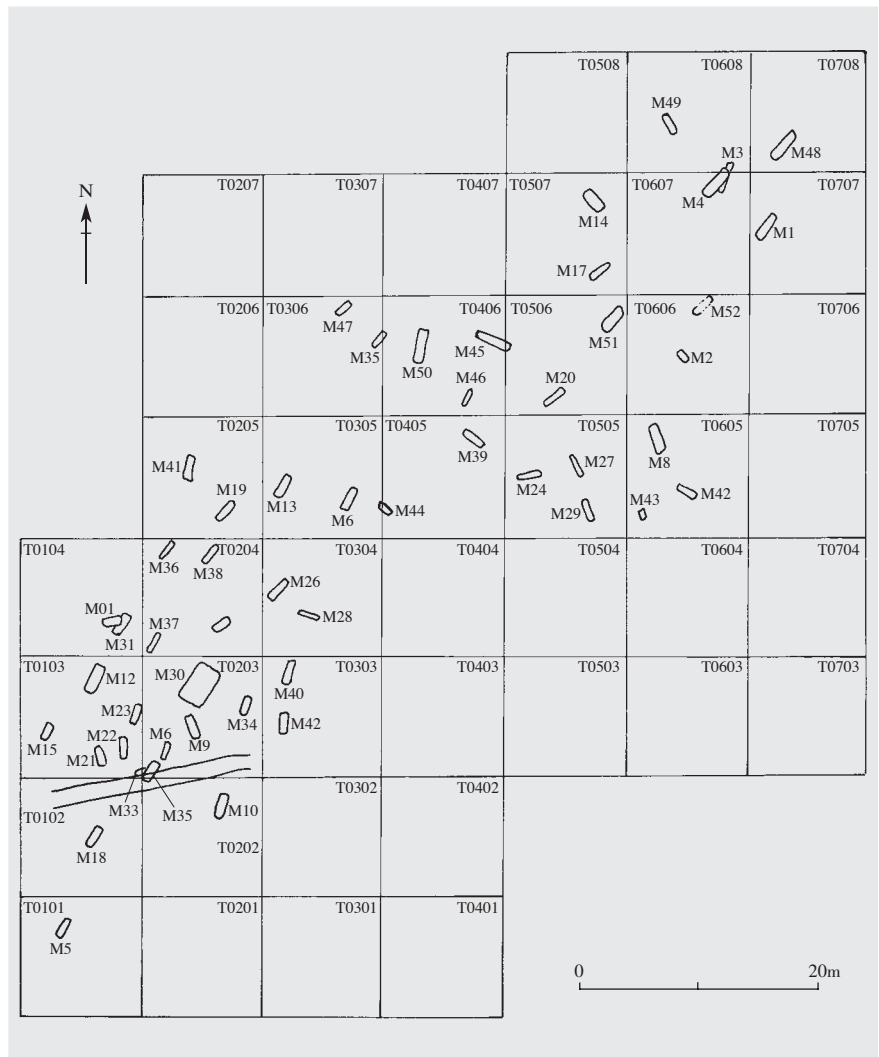 T0508 T0608 T0708
M49
M3 M48
N
T0207 T0307 T0407 T0507 T0607 T0707
M4
M14 M1
M17
T0206 T0306 T0406 T0506 T0606 T0706
M47 M52
M35 M45 M51
M50 M2
M46 M20
T0205 T0305 T0405 T0505 T0605 T0705
M41 M39 M27 M8
M19 M24
M13 M6 M44 M29 M43 M42
T0104 T0204 T0304 T0404 T0504 T0604 T0704
M36 M38
M26
M01 M37 M28
M31
T0103 T0203 T0303 T0403 T0503 T0603 T0703
M12 M30
M40
M23 M34 M42
M15 M22 M6 M9
M21
T0302 T0402
M33 M35 M10
T0102
M18 T0202
T0101 T0201 T0301 T0401
M5
0 20m